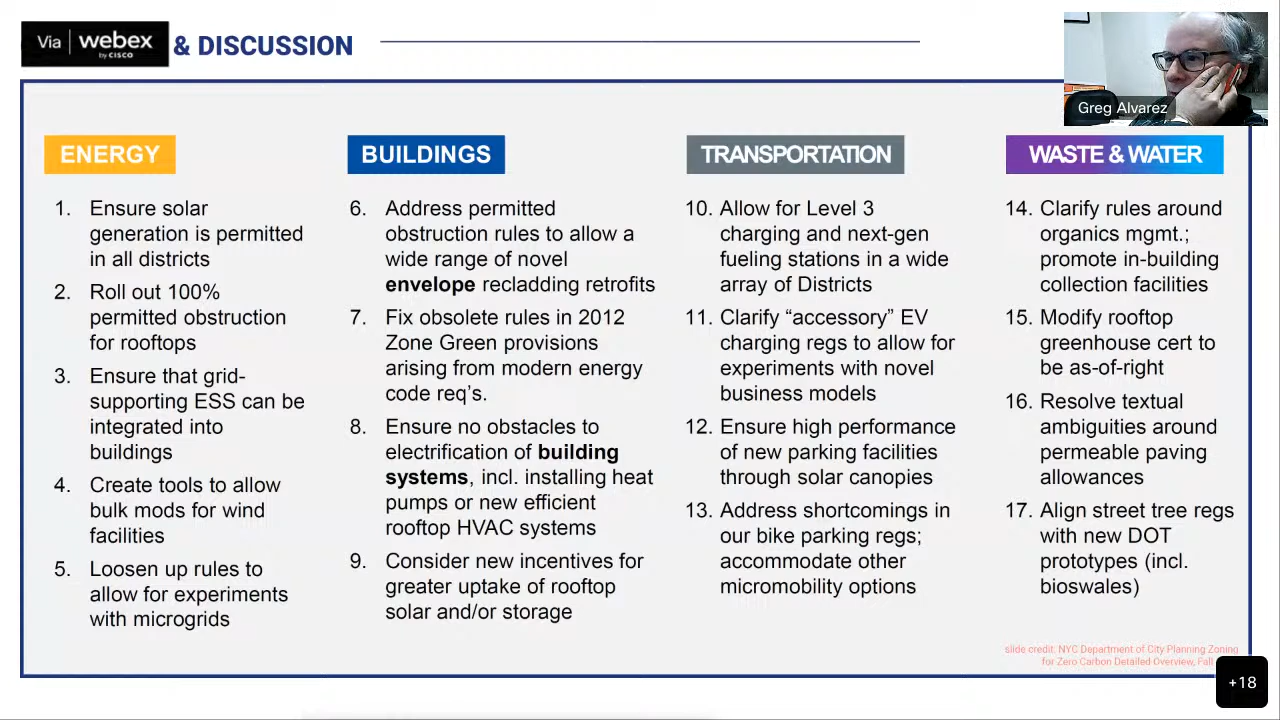 Via | webex
by CISCO
& DISCUSSION
Greg Alvarez
ENERGY
1. Ensure solar
generation is permitted
in all districts
2. Roll out 100%
permitted obstruction
for rooftops
3. Ensure that grid-
supporting ESS can be
integrated into
buildings
4. Create tools to allow
bulk mods for wind
facilities
5. Loosen up rules to
allow for experiments
with microgrids
BUILDINGS
6. Address permitted
obstruction rules to allow a
wide range of novel
envelope recladding retrofits
7. Fix obsolete rules in 2012
Zone Green provisions
arising from modern energy
code req’s.
8. Ensure no obstacles to
electrification of building
systems, incl. installing heat
pumps or new efficient
rooftop HVAC systems
9. Consider new incentives for
greater uptake of rooftop
solar and/or storage
TRANSPORTATION
10. Allow for Level 3
charging and next-gen
fueling stations in a wide
array of Districts
11. Clarify “accessory” EV
charging regs to allow for
experiments with novel
business models
12. Ensure high performance
of new parking facilities
through solar canopies
13. Address shortcomings in
our bike parking regs;
accommodate other
micromobility options
WASTE & WATER
14. Clarify rules around
organics mgmt.;
promote in-building
collection facilities
15. Modify rooftop
greenhouse cert to
be as-of-right
16. Resolve textual
ambiguities around
permeable paving
allowances
17. Align street tree regs
with new DOT
prototypes (incl.
bioswales)
slide credit: NYC Department of City Planning Zoning
for Zero Carbon Detailed Overview, Fall
+18